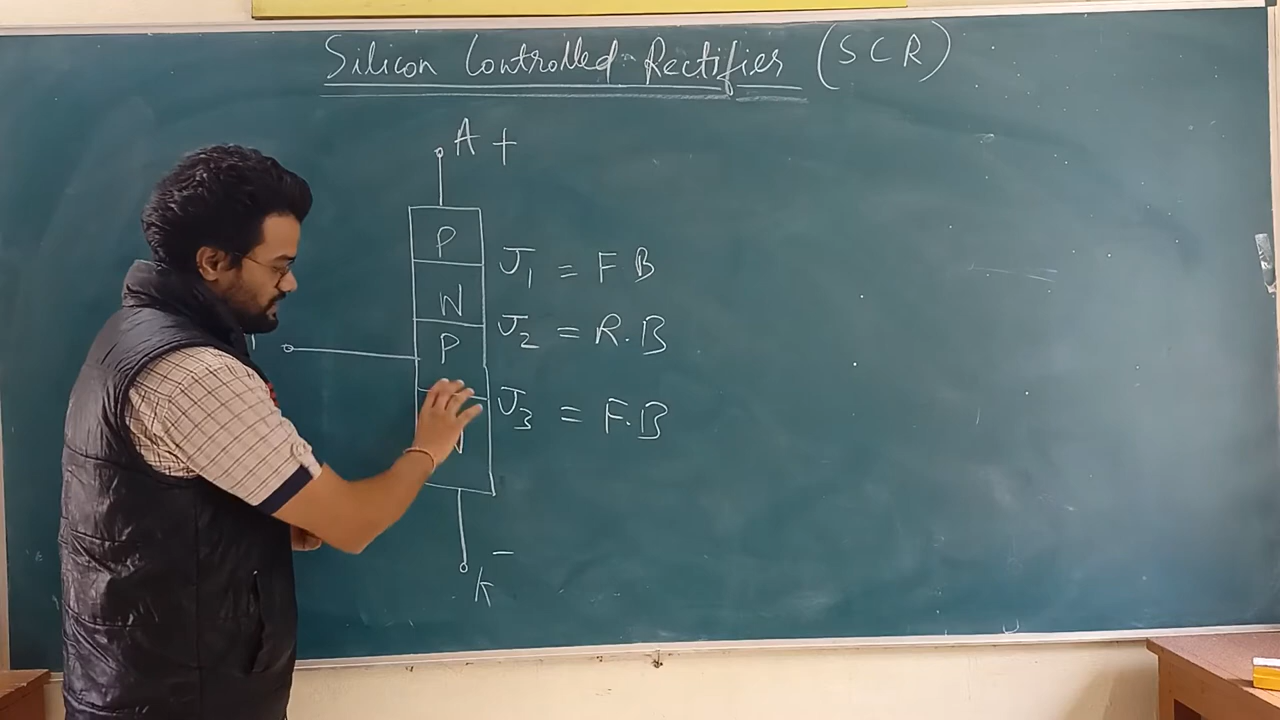 Silicon Controlled Rectifier (SCR)
A +
P
J1 = F B
N
J2 = R.B
P
J3 = F.B
N
-
K